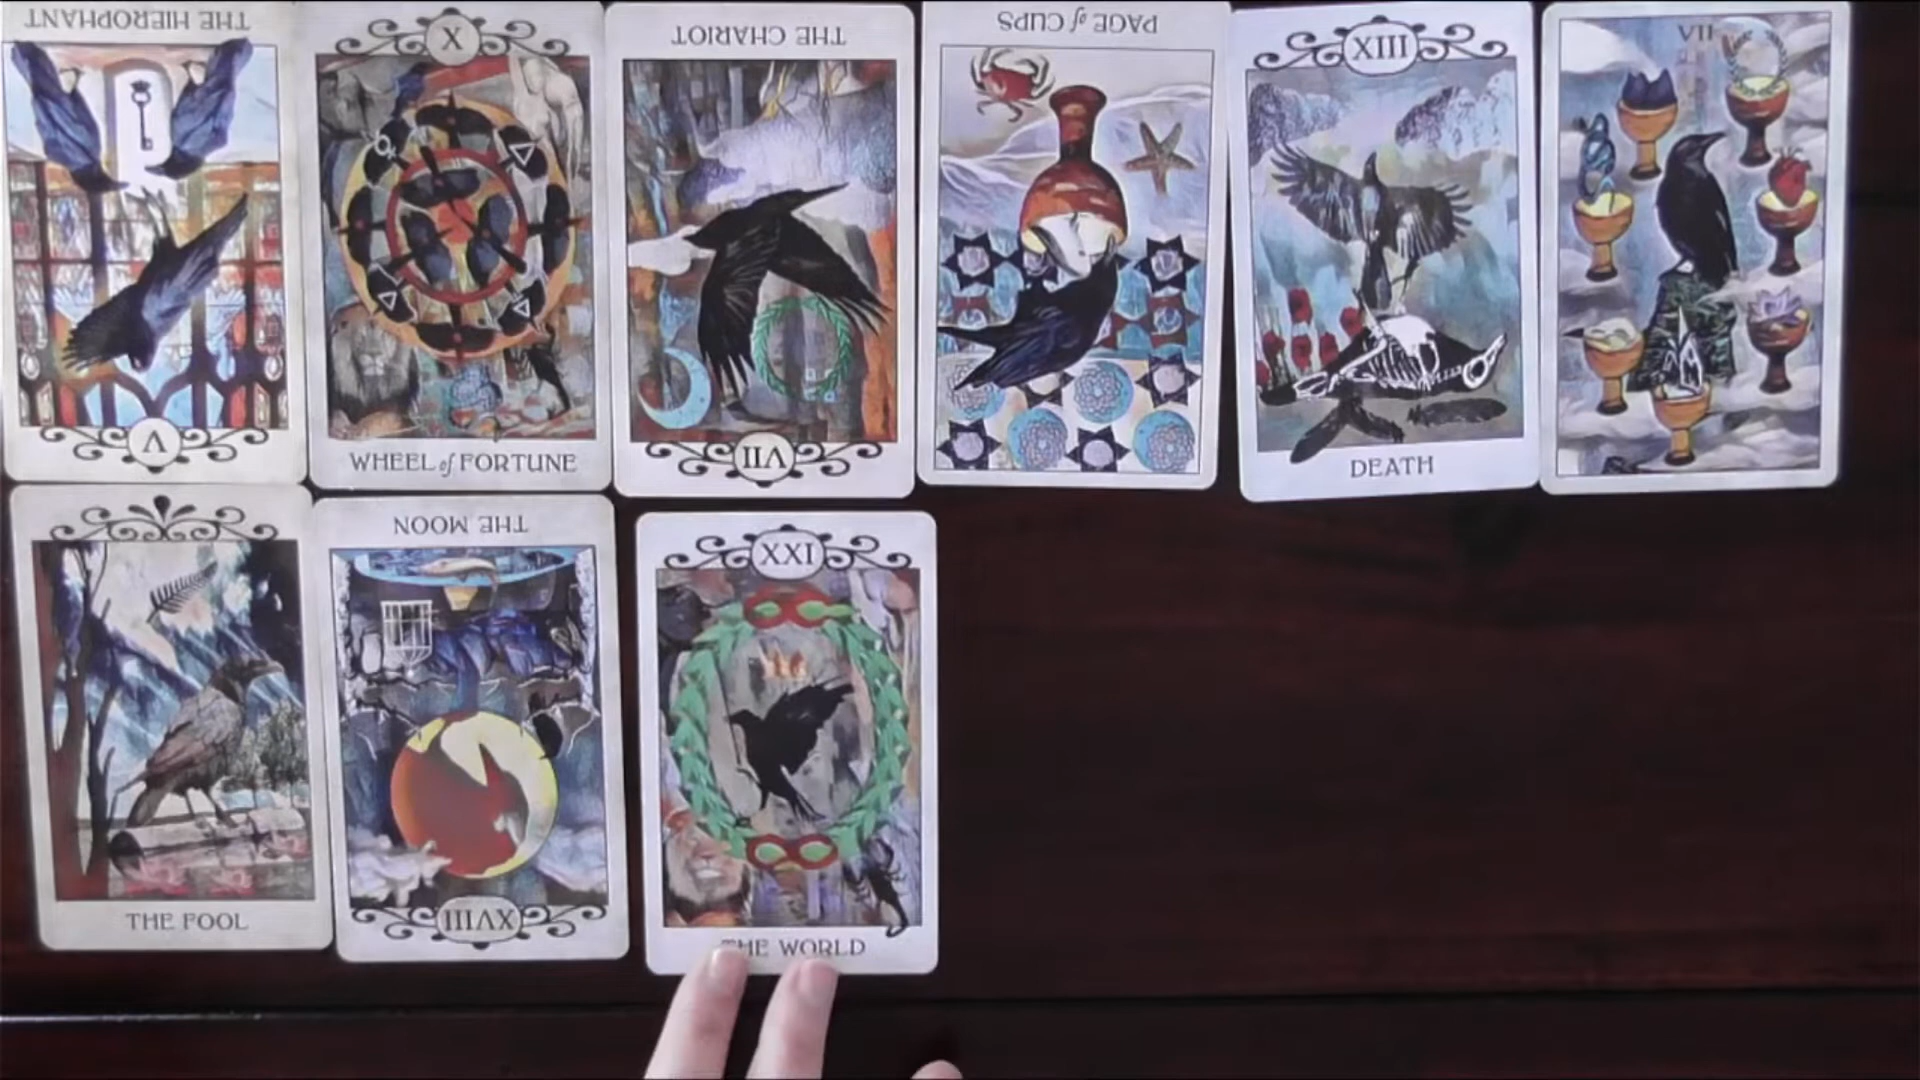 THE HIEROPHANT
X
THE CHARIOT
PAGE of CUPS
XIII
VII
V
WHEEL of FORTUNE
VII
DEATH
THE MOON
XXI
THE FOOL
XVIII
THE WORLD